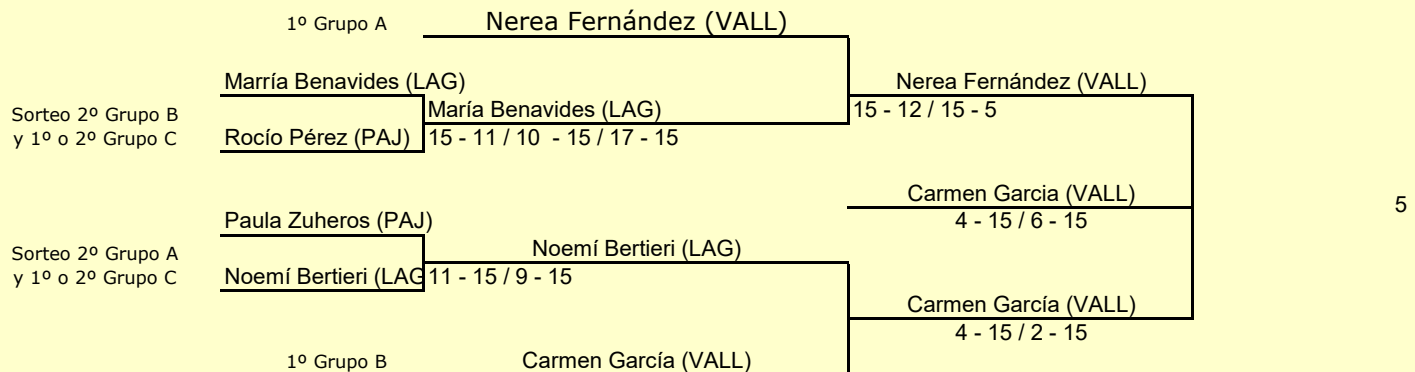 1º Grupo A
Nerea Fernández (VALL)
Marría Benavides (LAG)
Nerea Fernández (VALL)
Sorteo 2º Grupo B
y 1º o 2º Grupo C
María Benavides (LAG)
15 - 12 / 15 - 5
Rocío Pérez (PAJ)
15 - 11 / 10 - 15 / 17 - 15
Carmen Garcia (VALL)
4 - 15 / 6 - 15
5
Paula Zuheros (PAJ)
Sorteo 2º Grupo A
y 1º o 2º Grupo C
Noemí Bertieri (LAG)
Noemí Bertieri (LAG
11 - 15 / 9 - 15
Carmen García (VALL)
4 - 15 / 2 - 15
1º Grupo B
Carmen García (VALL)